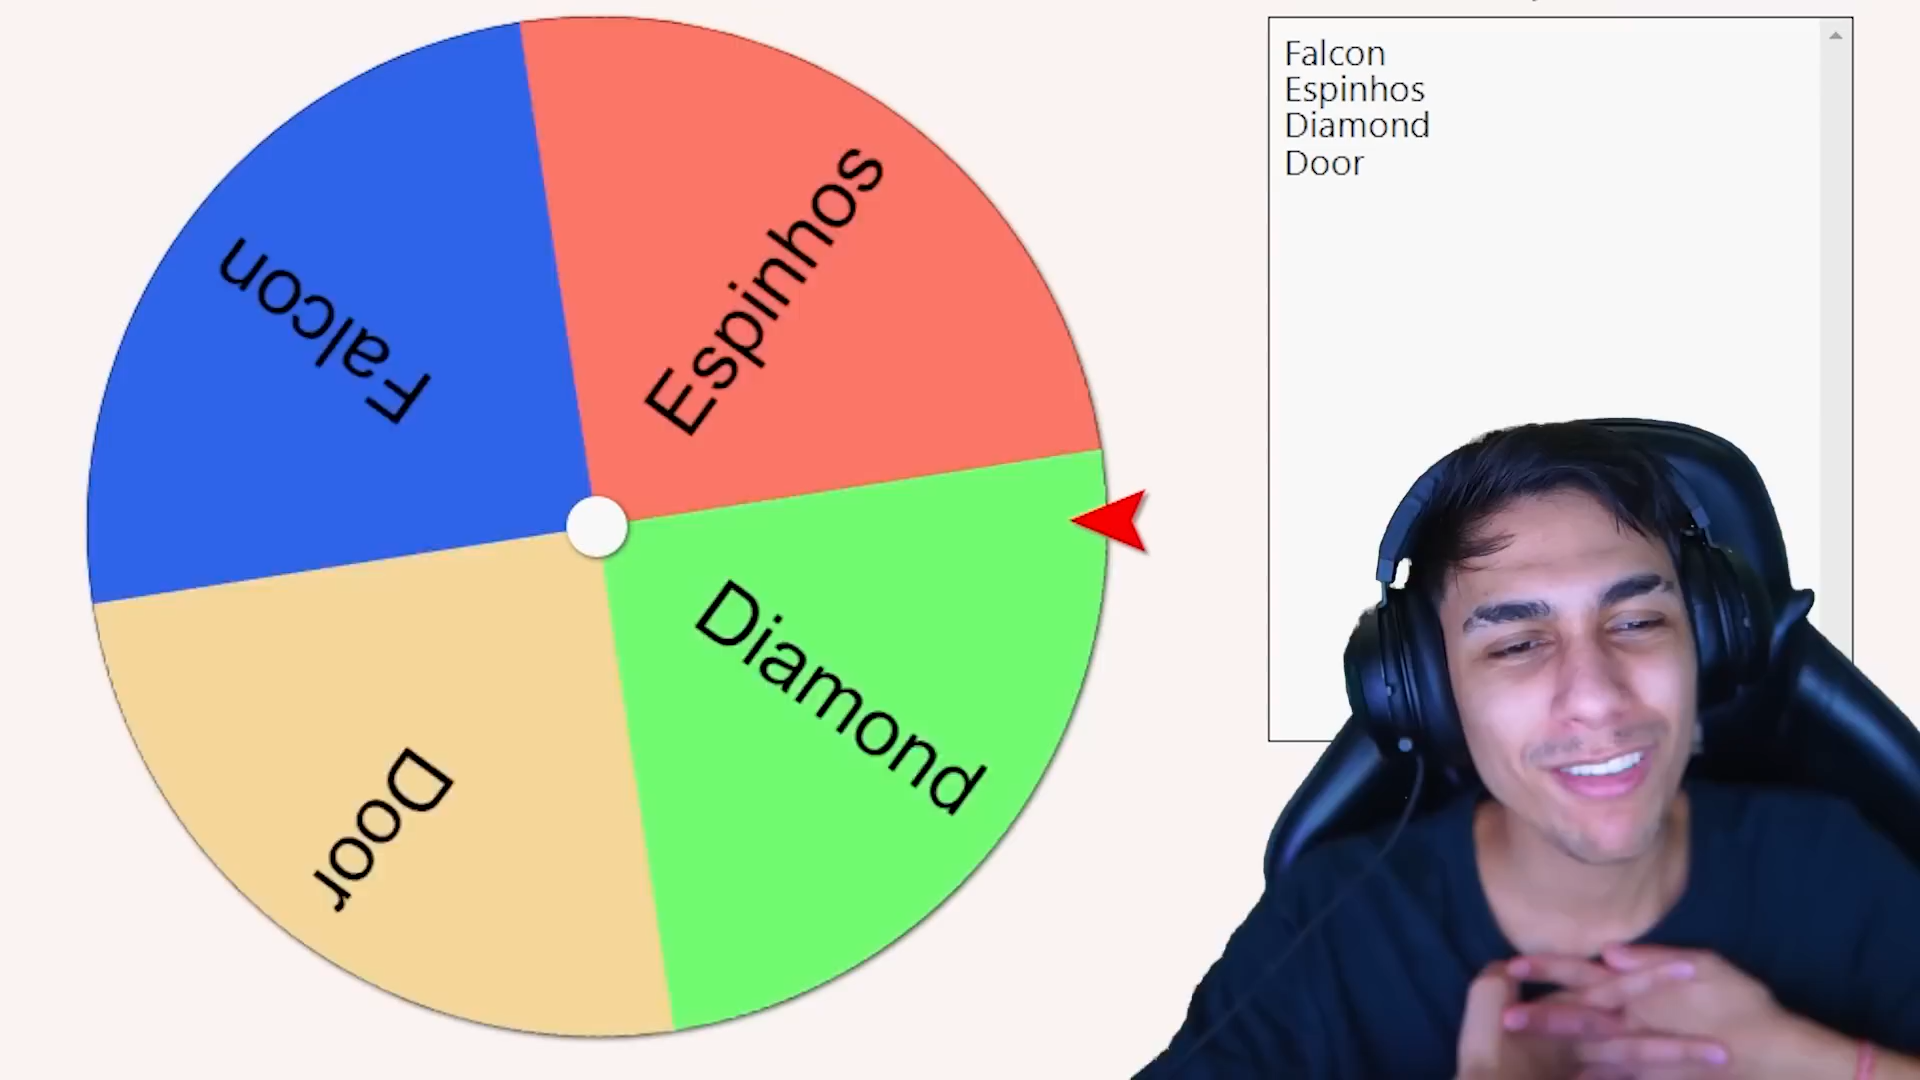 Falcon
Espinhos
Diamond
Door
Falcon
Espinhos
Diamond
Door